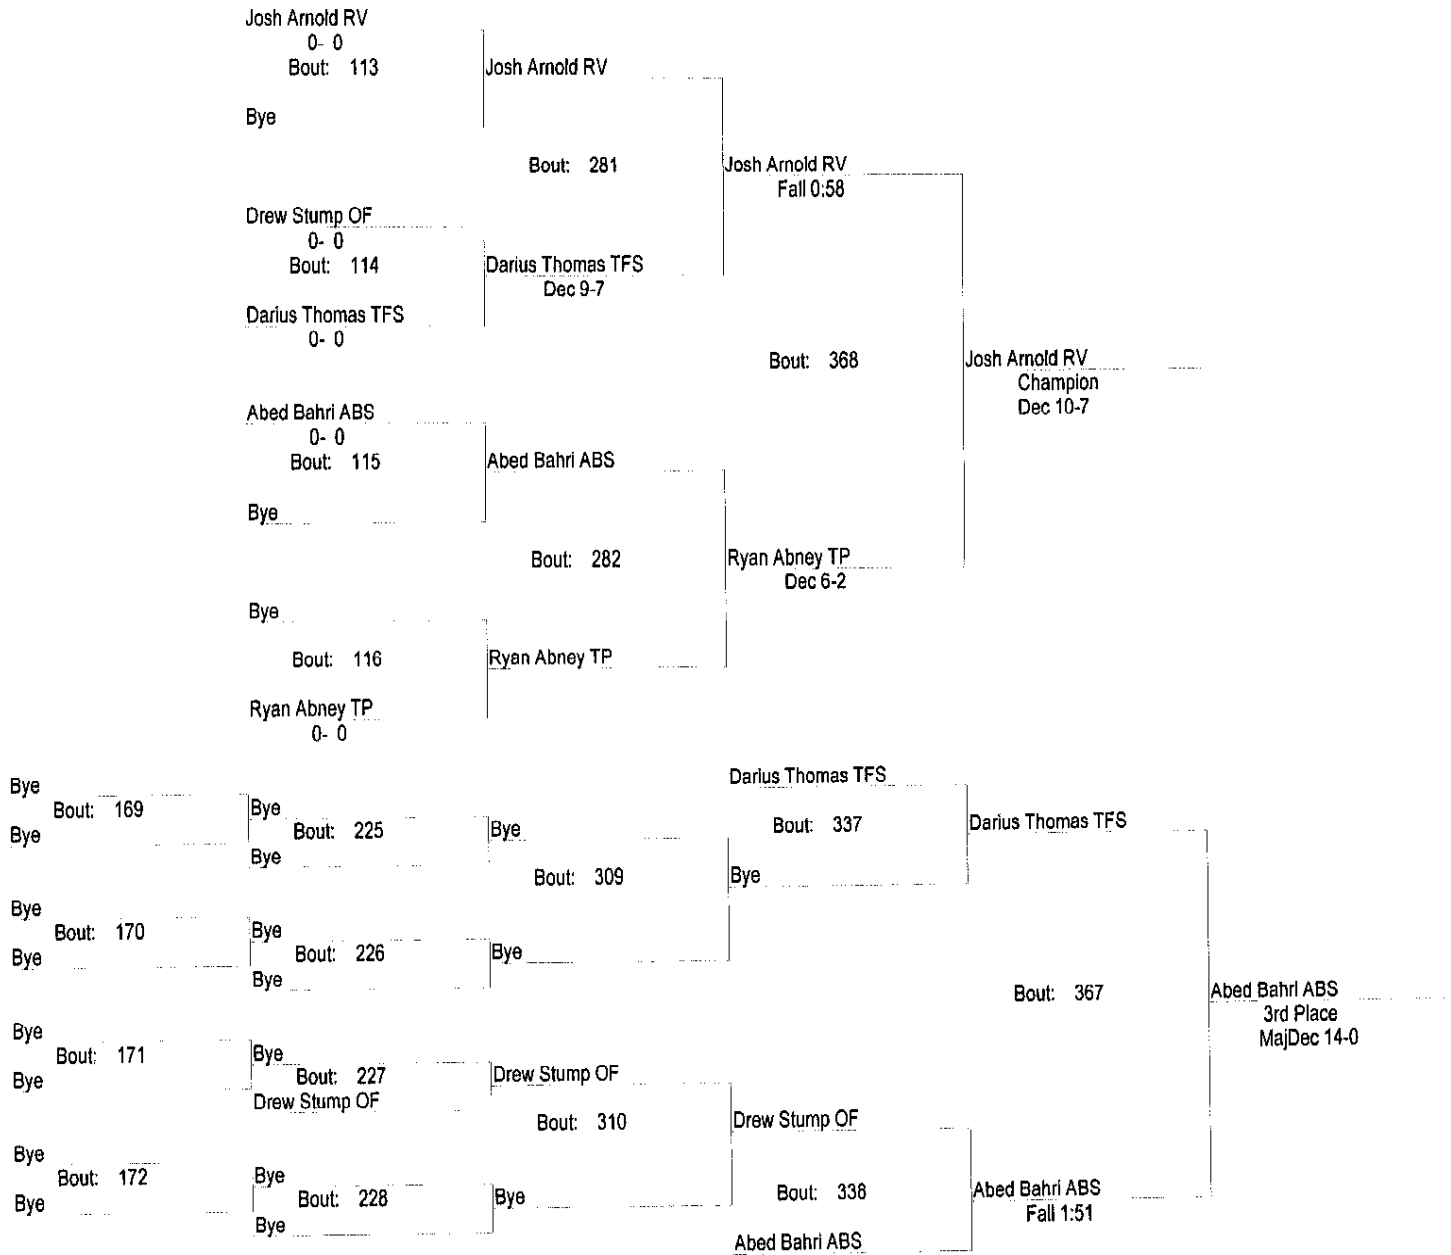 Josh Arnold RV
0- 0
Bout: 113
Josh Arnold RV
Bye
Bout: 281
Josh Arnold RV
Fall 0:58
Drew Stump OF
0- 0
Bout: 114
Darius Thomas TFS
Dec 9-7
Darius Thomas TFS
0- 0
Bout: 368
Josh Arnold RV
Champion
Dec 10-7
Abed Bahri ABS
0- 0
Bout: 115
Abed Bahri ABS
Bye
Bout: 282
Ryan Abney TP
Dec 6-2
Bye
Bout: 116
Ryan Abney TP
Ryan Abney TP
0- 0
Bye
Bout: 169
Bye
Bye
Bout: 225
Bye
Bye
Bout: 309
Darius Thomas TFS
Bout: 337
Bye
Darius Thomas TFS
Bye
Bout: 170
Bye
Bye
Bout: 226
Bye
Bye
Bout: 367
Abed Bahri ABS
3rd Place
MajDec 14-0
Bye
Bout: 171
Bye
Bye
Bout: 227
Drew Stump OF
Drew Stump OF
Bout: 310
Drew Stump OF
Bye
Bout: 172
Bye
Bye
Bout: 228
Bye
Bye
Bout: 338
Abed Bahri ABS
Abed Bahri ABS
Fall 1:51